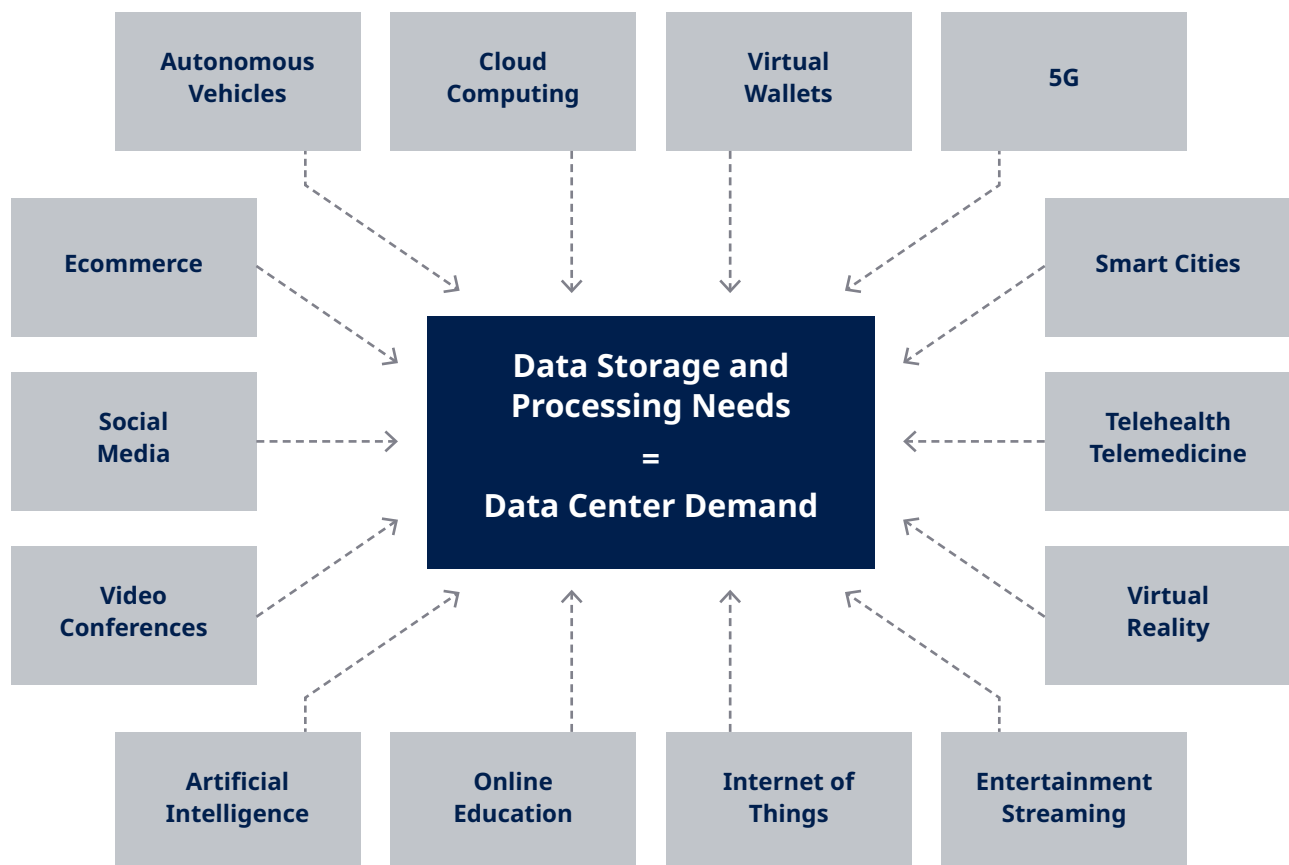 Autonomous
Vehicles
Cloud
Computing
Virtual
Wallets
5G
Ecommerce
Smart Cities
Data Storage and
Processing Needs
=
Data Center Demand
Social
Media
Telehealth
Telemedicine
Video
Conferences
Virtual
Reality
Artificial
Intelligence
Online
Education
Internet of
Things
Entertainment
Streaming